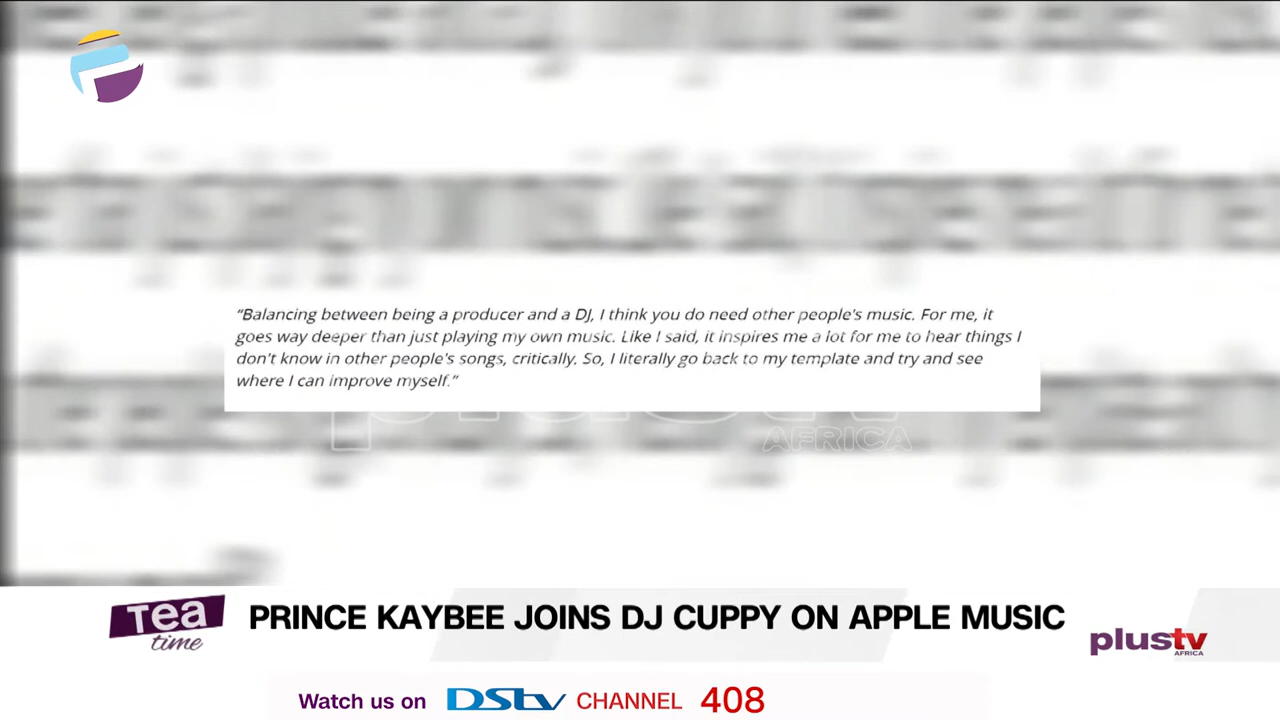 “Balancing between being a producer and a DJ, I think you do need other people's music. For me, it
goes way deeper than just playing my own music. Like I said, it inspires me a lot for me to hear things I
don't know in other people's songs, critically. So, I literally go back to my template and try and see
where I can improve myself.”
plustv
AFRICA
Tea
time
PRINCE KAYBEE JOINS DJ CUPPY ON APPLE MUSIC
plustv
AFRICA
Watch us on DStv CHANNEL 408